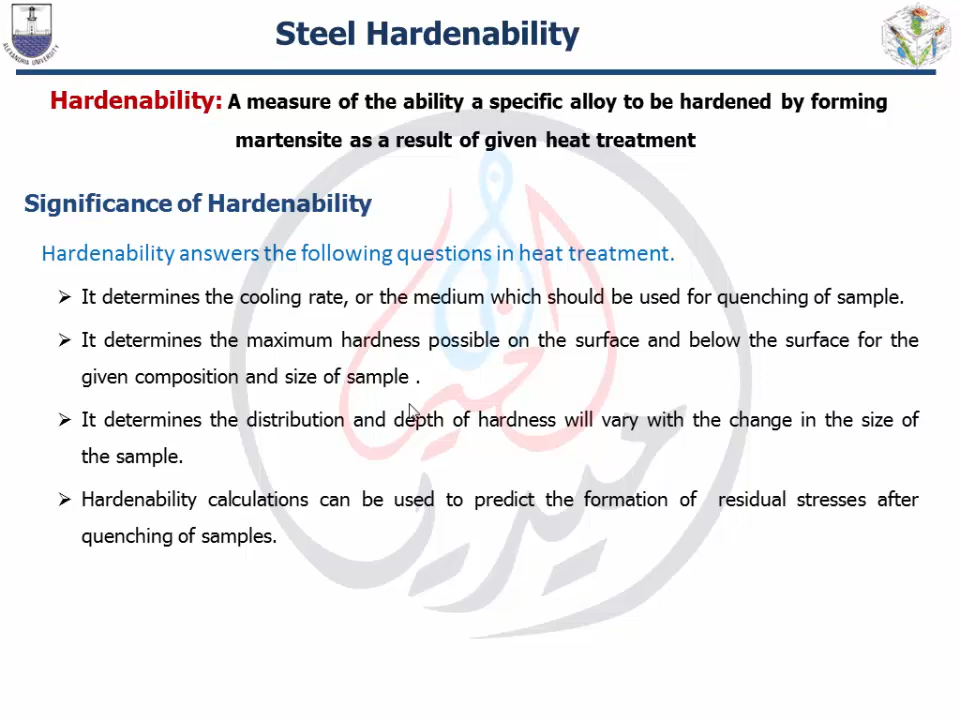 Steel Hardenability
ALEXANDRIA UNIVERSITY
Hardenability: A measure of the ability a specific alloy to be hardened by forming
martensite as a result of given heat treatment
Significance of Hardenability
Hardenability answers the following questions in heat treatment.
➢ It determines the cooling rate, or the medium which should be used for quenching of sample.
➢ It determines the maximum hardness possible on the surface and below the surface for the
given composition and size of sample .
➢ It determines the distribution and depth of hardness will vary with the change in the size of
the sample.
➢ Hardenability calculations can be used to predict the formation of residual stresses after
quenching of samples.